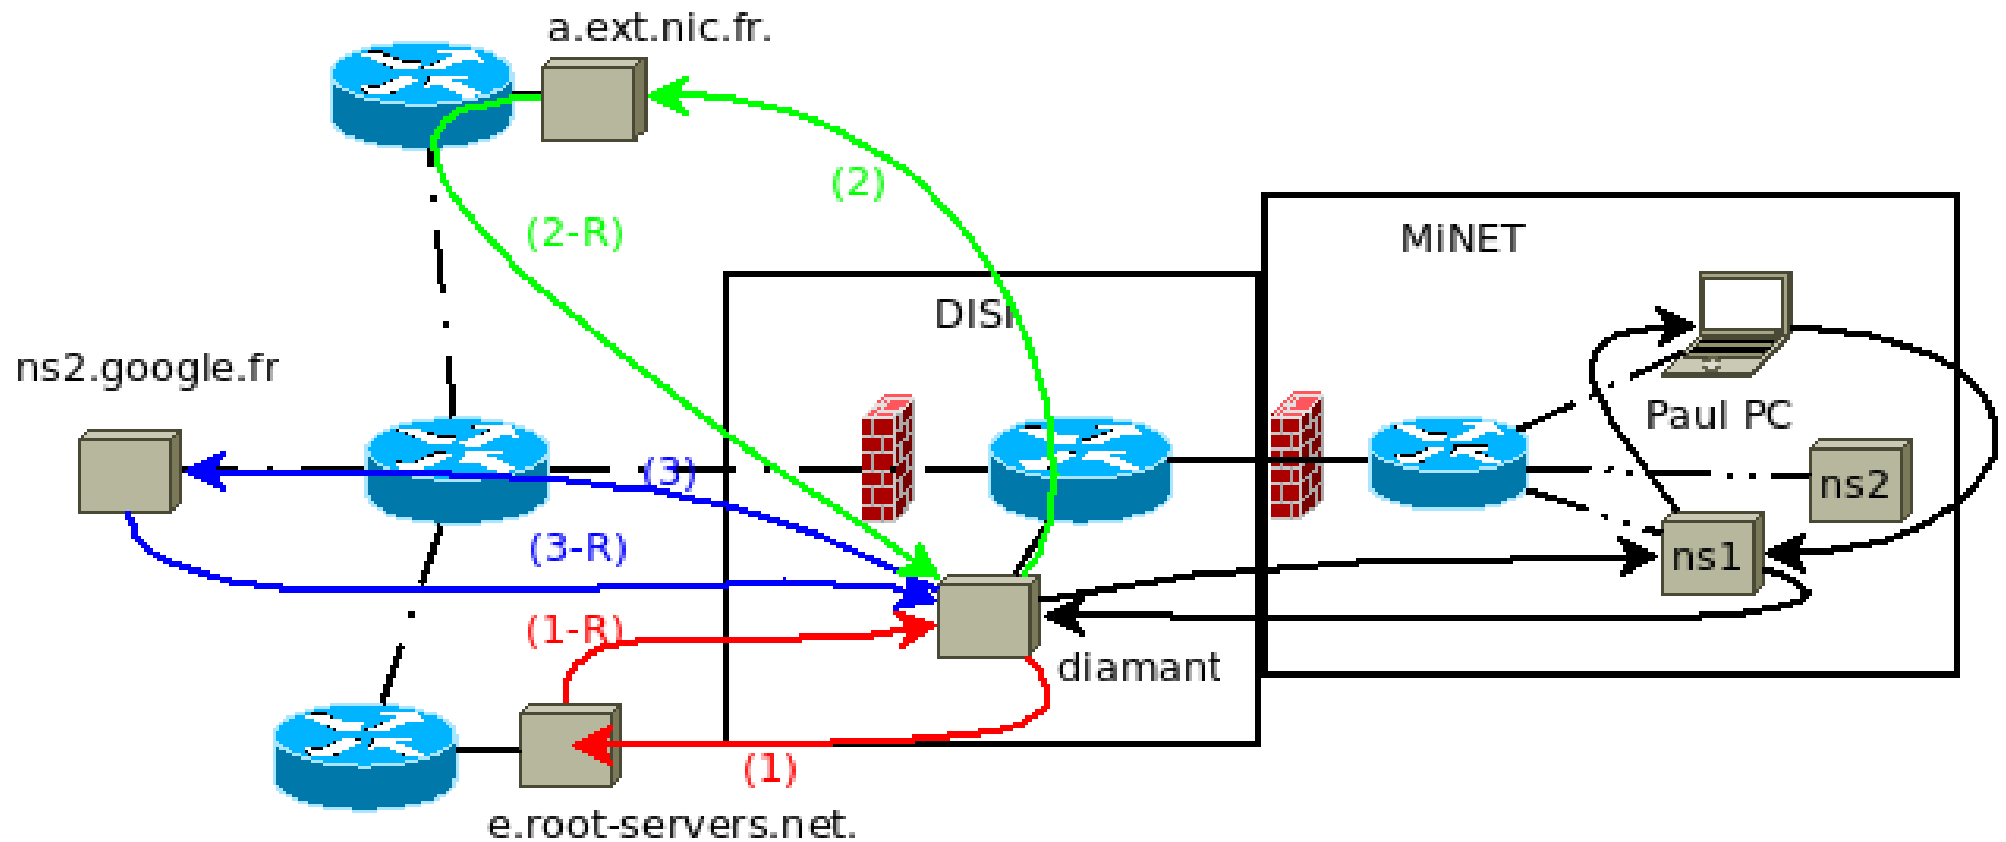 a.ext.nic.fr.
(2)
(2-R)
MiNET
DISI
ns2.google.fr
Paul PC
(3)
ns2
(3-R)
ns1
(1-R)
diamant
(1)
e.root-servers.net.